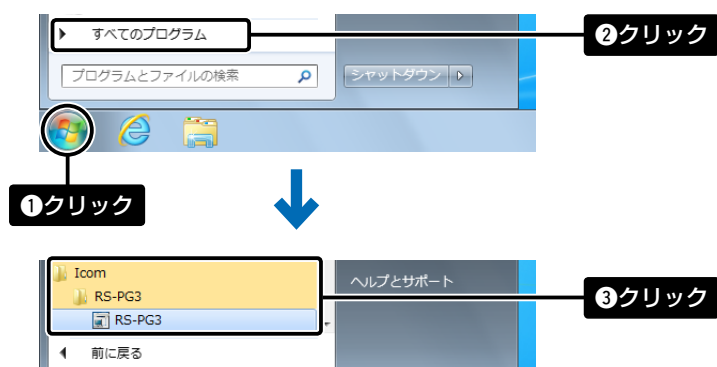 すべてのプログラム
❷クリック
プログラムとファイルの検索
シャットダウン
❶クリック
Icom
ヘルプとサポート
RS-PG3
❸クリック
RS-PG3
前に戻る